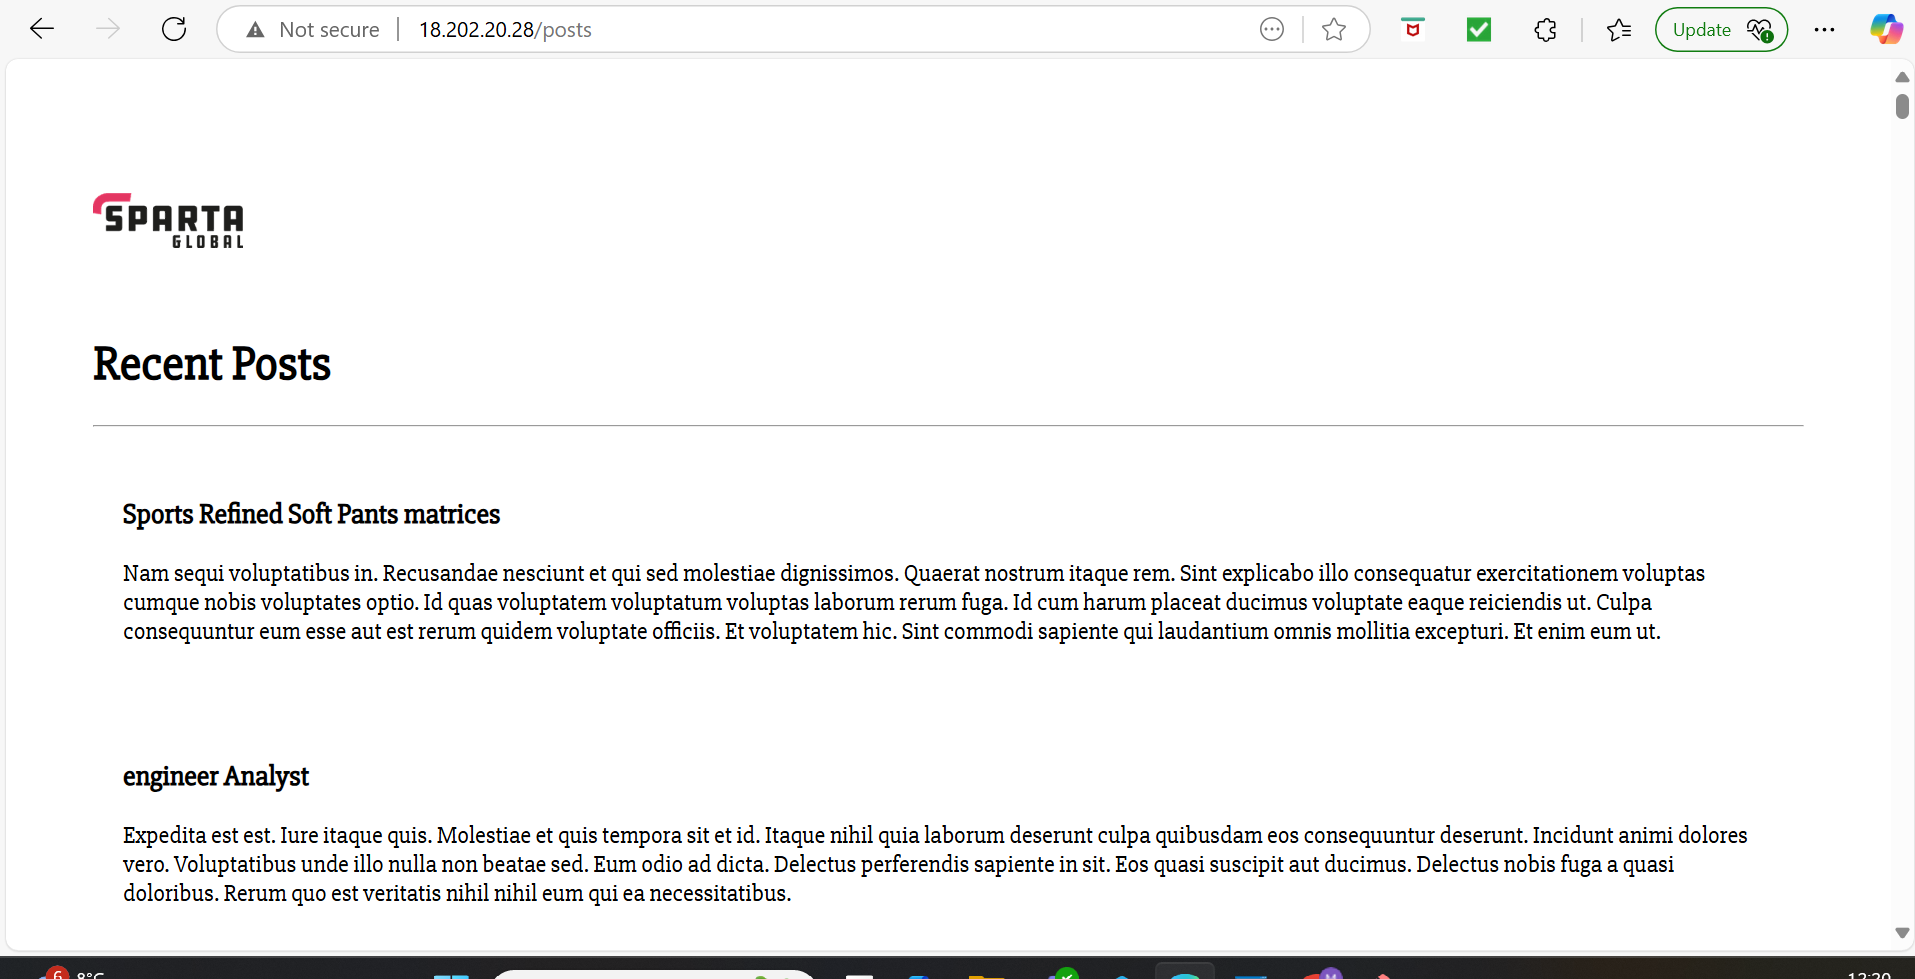 Not secure
18.202.20.28/posts
Update
SPARTA
GLOBAL
Recent Posts
Sports Refined Soft Pants matrices
Nam sequi voluptatibus in. Recusandae nesciunt et qui sed molestiae dignissimos. Quaerat nostrum itaque rem. Sint explicabo illo consequatur exercitationem voluptas
cumque nobis voluptates optio. Id quas voluptatem voluptatum voluptas laborum rerum fuga. Id cum harum placeat ducimus voluptate eaque reiciendis ut. Culpa
consequuntur eum esse aut est rerum quidem voluptate officiis. Et voluptatem hic. Sint commodi sapiente qui laudantium omnis mollitia excepturi. Et enim eum ut.
engineer Analyst
Expedita est est. Iure itaque quis. Molestiae et quis tempora sit et id. Itaque nihil quia laborum deserunt culpa quibusdam eos consequuntur deserunt. Incidunt animi dolores
vero. Voluptatibus unde illo nulla non beatae sed. Eum odio ad dicta. Delectus perferendis sapiente in sit. Eos quasi suscipit aut ducimus. Delectus nobis fuga a quasi
doloribus. Rerum quo est veritatis nihil nihil eum qui ea necessitatibus.